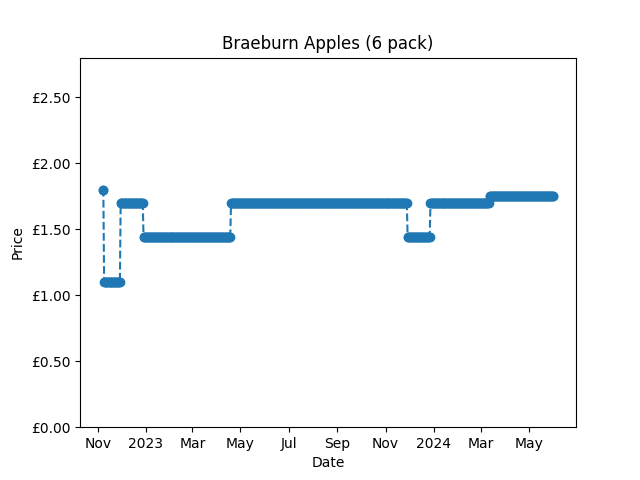 Braeburn Apples (6 pack)
£2.50
£2.00
£1.50
£1.00
£0.50
£0.00
Price
Nov 2023 Mar May Jul Sep Nov 2024 Mar May
Date